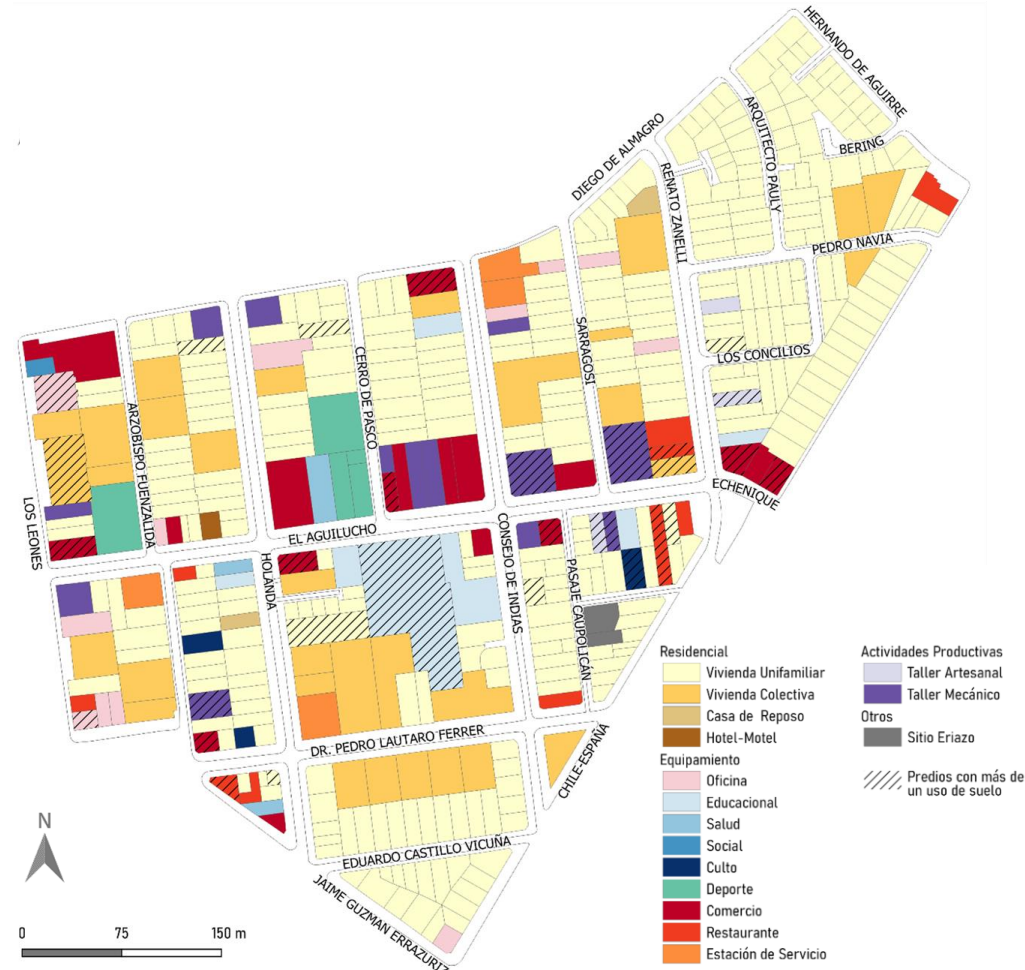 HERNANDO DE AGUIRRE
ARQUITECTO PAULY
BERING
DIEGO DE ALMAGRO
RENATO ZANELLI
PEDRO NAVIA
SARRAGOSI
LOS CONCILIOS
CERRO DE PASCO
ARZOBISPO FUENZALIDA
LOS LEONES
ECHENIQUE
EL AGUILUCHO
HOLANDA
CONSEJO DE INDIAS
PASAJE CAUPOLICÁN
DR. PEDRO LAUTARO FERRER
CHILE-ESPAÑA
EDUARDO CASTILLO VICUÑA
JAIME GUZMAN ERRAZURIZ
N
0 75 150 m
Residencial
Vivienda Unifamiliar
Vivienda Colectiva
Casa de Reposo
Hotel-Motel
Equipamiento
Oficina
Educacional
Salud
Social
Culto
Deporte
Comercio
Restaurante
Estación de Servicio
Actividades Productivas
Taller Artesanal
Taller Mecánico
Otros
Sitio Eriazo
Predios con más de
un uso de suelo